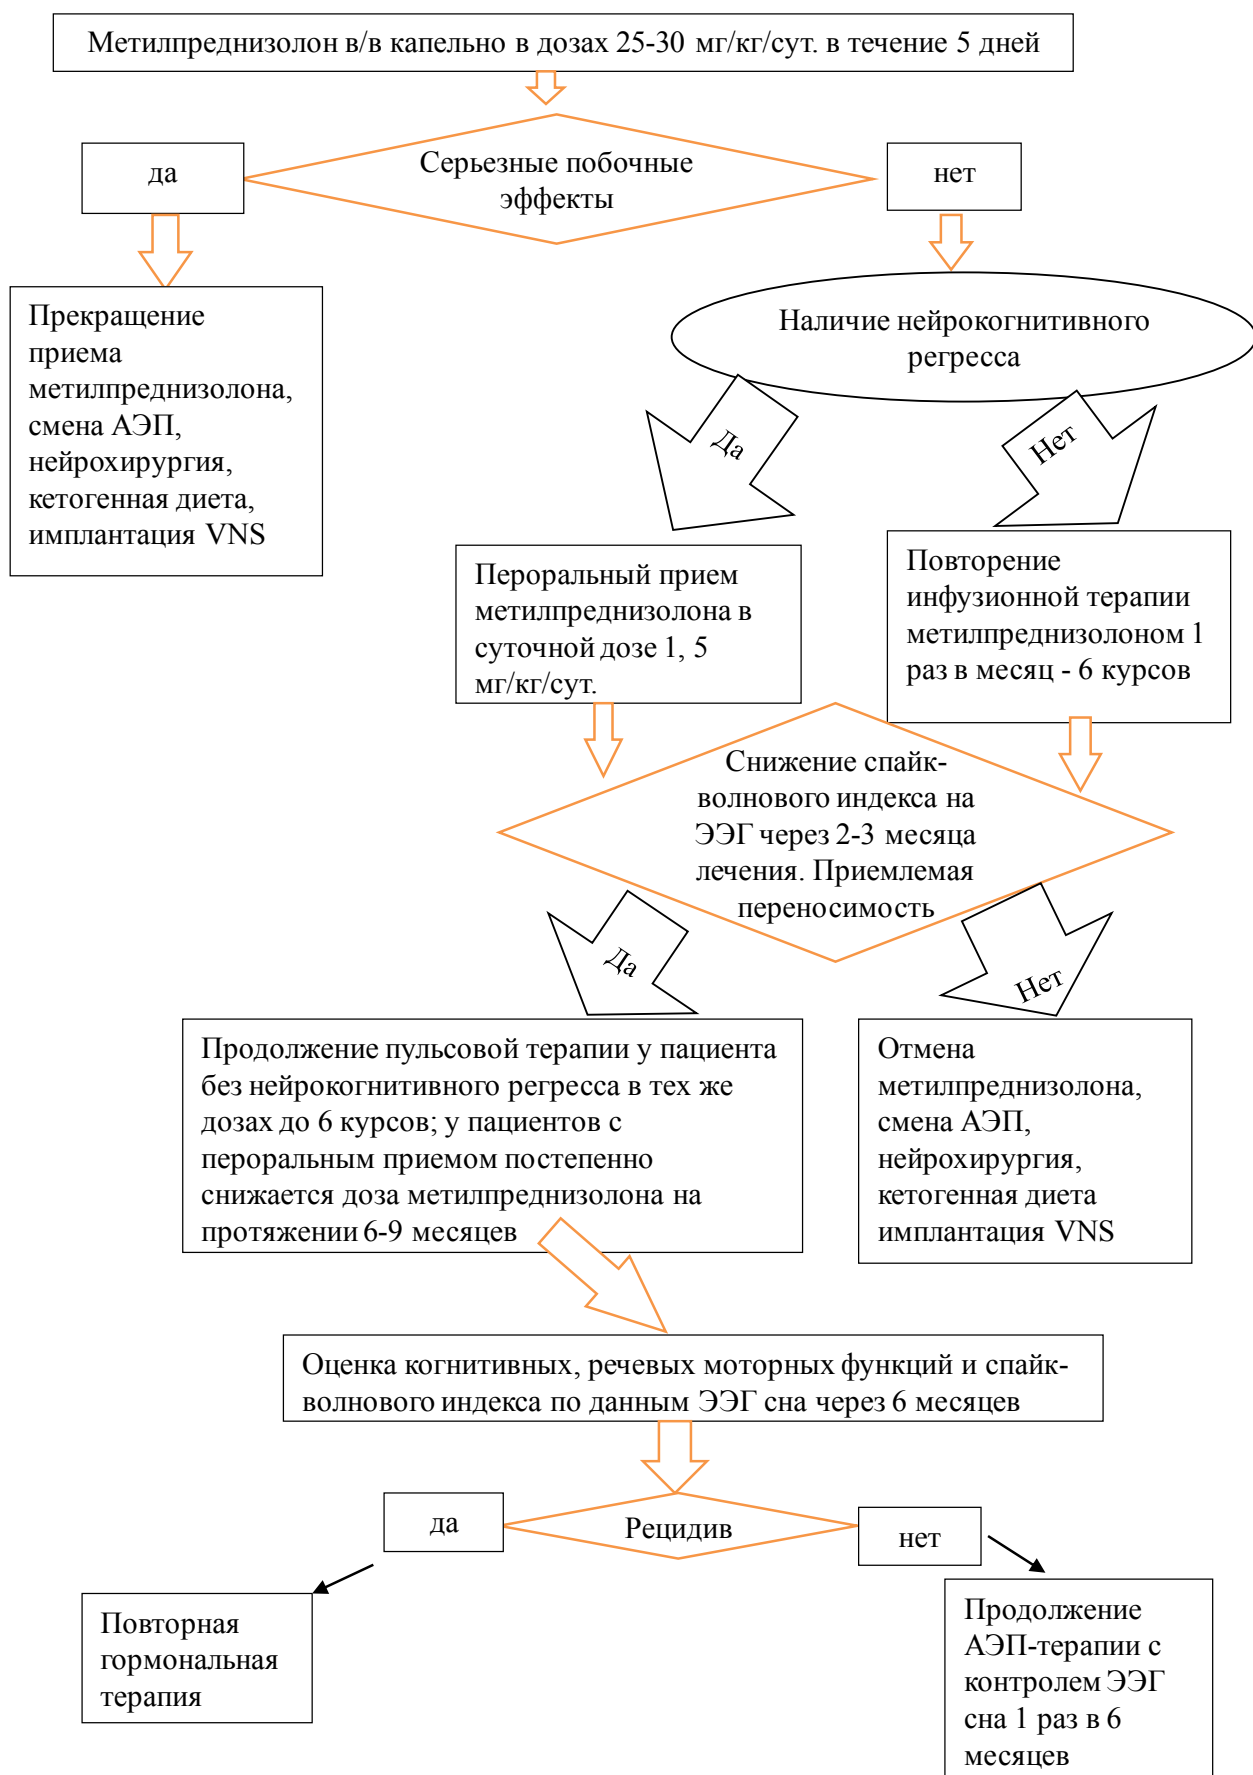 Метилпреднизолон в/в капельно в дозах 25-30 мг/кг/сут. в течение 5 дней
да
Серьезные побочные
эффекты
нет
Прекращение
приема
метилпреднизолона,
смена АЭП,
нейрохирургия,
кетогенная диета,
имплантация VNS
Наличие нейрокогнитивного
регресса
Да
Нет
Пероральный прием
метилпреднизолона в
суточной дозе 1, 5
мг/кг/сут.
Повторение
инфузионной терапии
метилпреднизолоном 1
раз в месяц - 6 курсов
Снижение спайк-
волнового индекса на
ЭЭГ через 2-3 месяца
лечения. Приемлемая
переносимость
Да
Нет
Продолжение пульсовой терапии у пациента
без нейрокогнитивного регресса в тех же
дозах до 6 курсов; у пациентов с
пероральным приемом постепенно
снижается доза метилпреднизолона на
протяжении 6-9 месяцев
Отмена
метилпреднизолона,
смена АЭП,
нейрохирургия,
кетогенная диета
имплантация VNS
Оценка когнитивных, речевых моторных функций и спайк-
волнового индекса по данным ЭЭГ сна через 6 месяцев
да
Рецидив
нет
Повторная
гормональная
терапия
Продолжение
АЭП-терапии с
контролем ЭЭГ
сна 1 раз в 6
месяцев